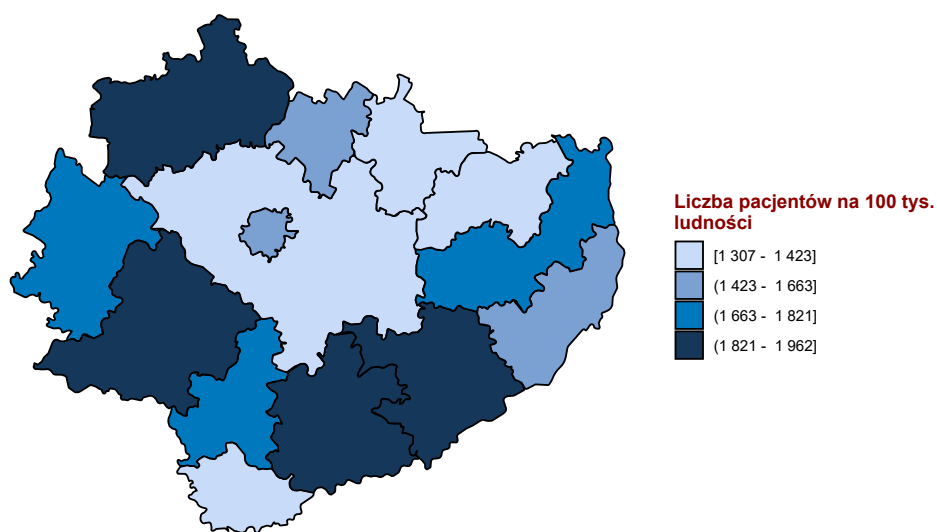 Liczba pacjentów na 100 tys.
ludności
[1 307 - 1 423]
(1 423 - 1 663]
(1 663 - 1 821]
(1 821 - 1 962]